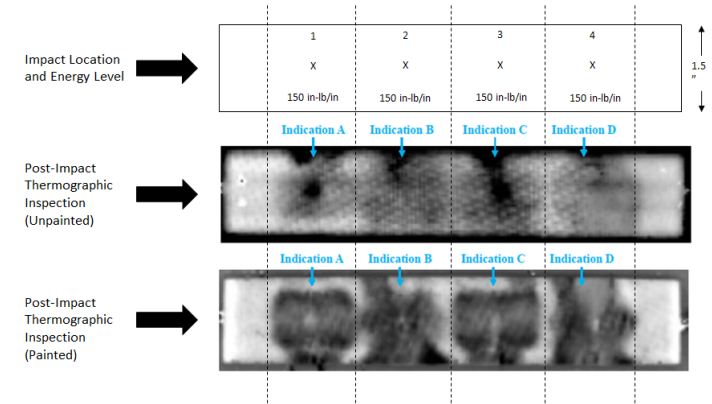 1 2 3 4
Impact Location
and Energy Level
X X X X
1.5
"
150 in-lb/in 150 in-lb/in 150 in-lb/in 150 in-lb/in
Indication A Indication B Indication C Indication D
Post-Impact
Thermographic
Inspection
(Unpainted)
Indication A Indication B Indication C Indication D
Post-Impact
Thermographic
Inspection
(Painted)